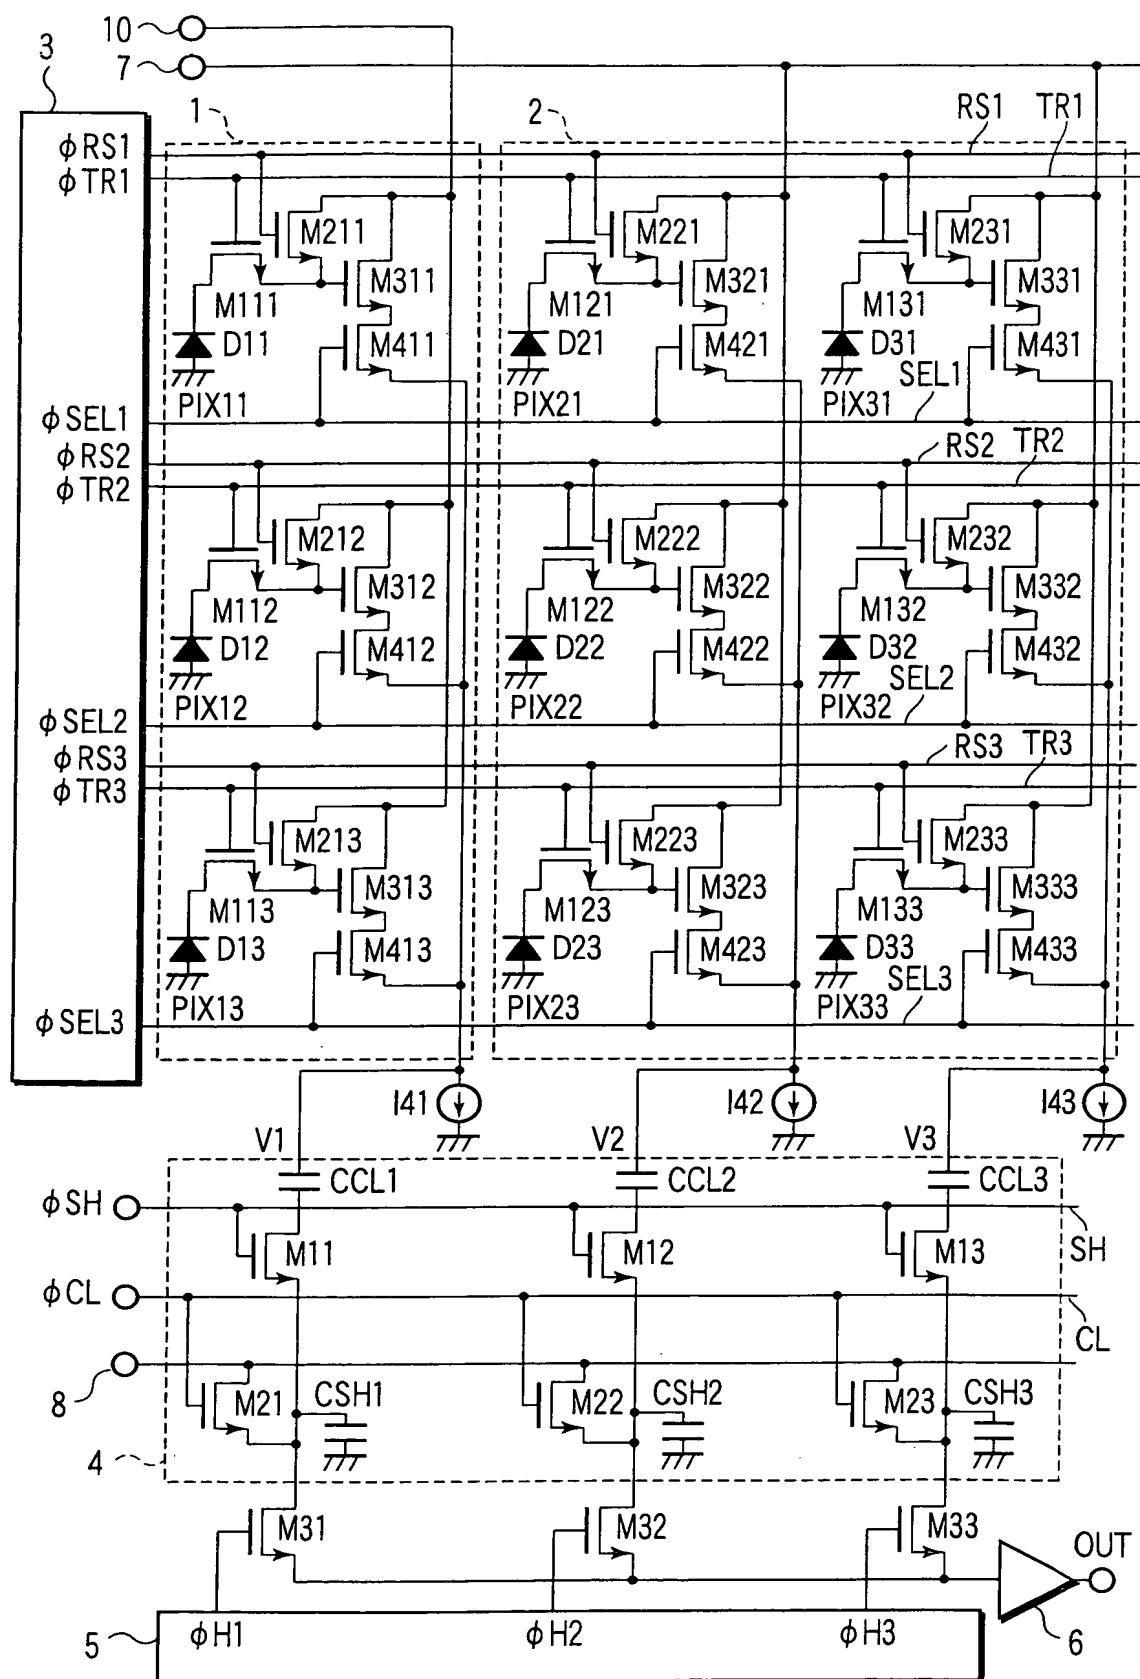 10
7
3
1
2
RS1
TR1
φRS1
φTR1
M211
M221
M231
M311
M321
M331
M111
M121
M131
D11
D21
D31
M411
M421
M431
SEL1
PIX11
PIX21
PIX31
φSEL1
φRS2
RS2
TR2
φTR2
M212
M222
M232
M312
M322
M332
M112
M122
M132
D12
D22
D32
M412
M422
M432
SEL2
PIX12
PIX22
PIX32
φSEL2
φRS3
RS3
TR3
φTR3
M213
M223
M233
M313
M323
M333
M113
M123
M133
D13
D23
D33
M413
M423
M433
SEL3
PIX13
PIX23
PIX33
φSEL3
I41
I42
I43
V1
V2
V3
CCL1
CCL2
CCL3
φSH
M11
M12
M13
SH
φCL
CL
8
M21
CSH1
M22
CSH2
M23
CSH3
4
M31
M32
M33
OUT
5
φH1
φH2
φH3
6